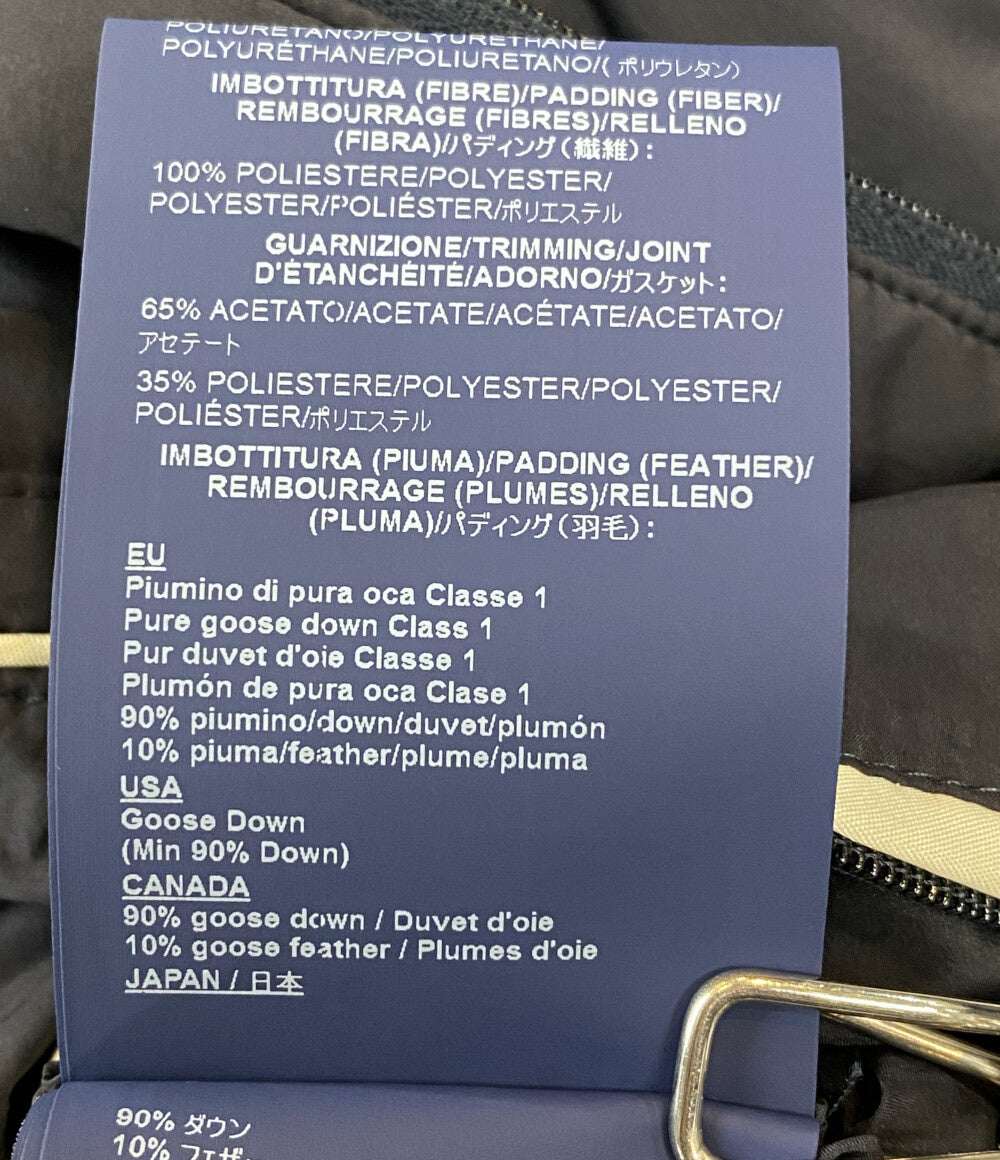 POLIURETANO/POLYURETHANE/
POLYURÉTHANE/POLIURETANO/( ポリウレタン)
IMBOTTITURA (FIBRE)/PADDING (FIBER)/
REMBOURRAGE (FIBRES)/RELLENO
(FIBRA)/パディング(繊維):
100% POLIESTERE/POLYESTER/
POLYESTER/POLIÉSTER/ポリエステル
GUARNIZIONE/TRIMMING/JOINT
D'ÉTANCHÉITÉ/ADORNO/ガスケット:
65% ACETATO/ACETATE/ACÉTATE/ACETATO/
アセテート
35% POLIESTERE/POLYESTER/POLYESTER/
POLIÉSTER/ポリエステル
IMBOTTITURA (PIUMA)/PADDING (FEATHER)/
REMBOURRAGE (PLUMES)/RELLENO
(PLUMA)/パディング(羽毛):
EU
Piumino di pura oca Classe 1
Pure goose down Class 1
Pur duvet d'oie Classe 1
Plumón de pura oca Clase 1
90% piumino/down/duvet/plumón
10% piuma/feather/plume/pluma
USA
Goose Down
(Min 90% Down)
CANADA
90% goose down / Duvet d'oie
10% goose feather / Plumes d'oie
JAPAN / 日本
90% ダウン
10%